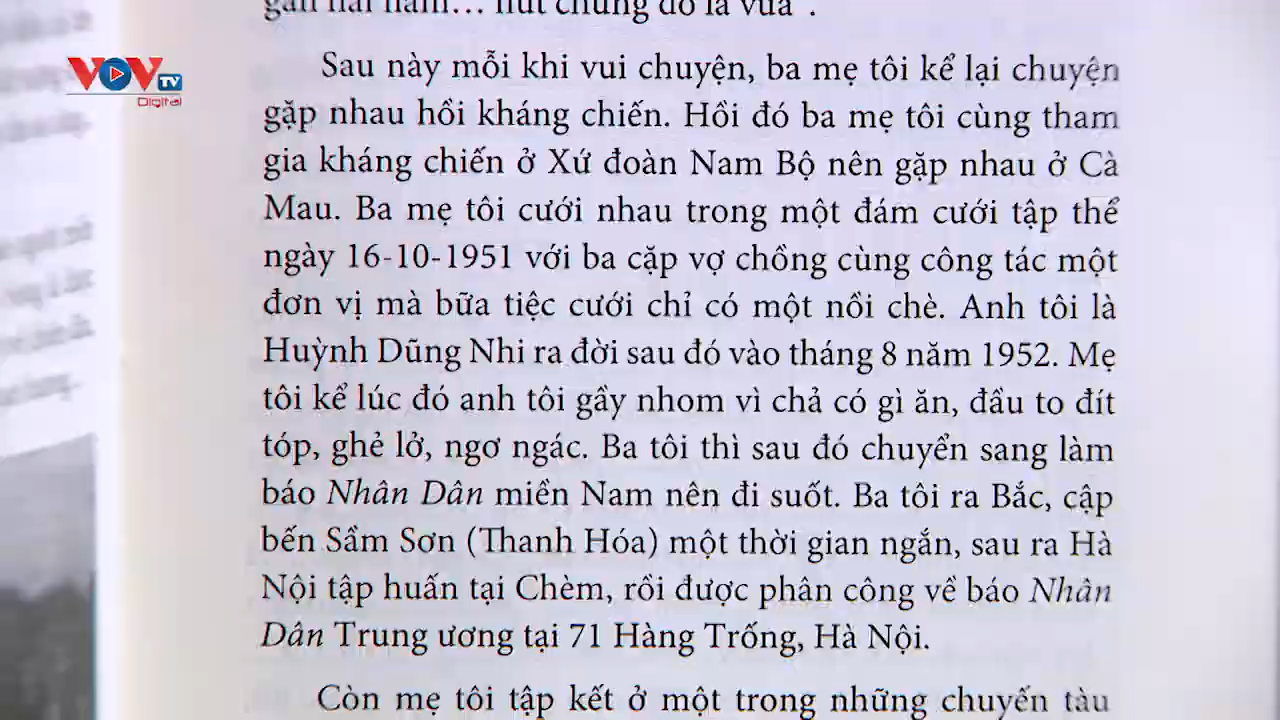 VOV TV
Digital
Sau này mỗi khi vui chuyện, ba mẹ tôi kể lại chuyện
gặp nhau hồi kháng chiến. Hồi đó ba mẹ tôi cùng tham
gia kháng chiến ở Xứ đoàn Nam Bộ nên gặp nhau ở Cà
Mau. Ba mẹ tôi cưới nhau trong một đám cưới tập thể
ngày 16-10-1951 với ba cặp vợ chồng cùng công tác một
đơn vị mà bữa tiệc cưới chỉ có một nồi chè. Anh tôi là
Huỳnh Dũng Nhi ra đời sau đó vào tháng 8 năm 1952. Mẹ
tôi kể lúc đó anh tôi gầy nhom vì chả có gì ăn, đầu to đít
tóp, ghẻ lở, ngơ ngác. Ba tôi thì sau đó chuyển sang làm
báo Nhân Dân miền Nam nên đi suốt. Ba tôi ra Bắc, cập
bến Sầm Sơn (Thanh Hóa) một thời gian ngắn, sau ra Hà
Nội tập huấn tại Chèm, rồi được phân công về báo Nhân
Dân Trung ương tại 71 Hàng Trống, Hà Nội.
Còn mẹ tôi tập kết ở một trong những chuyến tàu